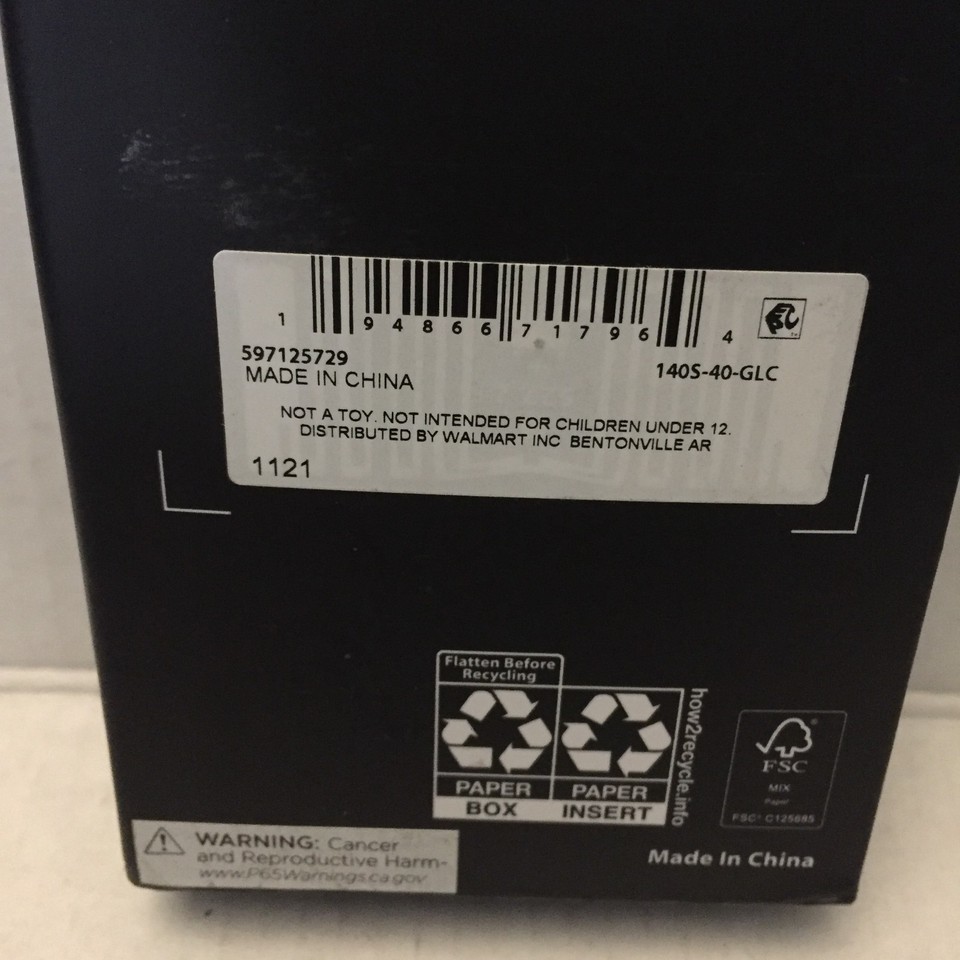 1 94866 71796 4
597125729
140S-40-GLC
MADE IN CHINA
NOT A TOY. NOT INTENDED FOR CHILDREN UNDER 12.
DISTRIBUTED BY WALMART INC BENTONVILLE AR
1121
Flatten Before
Recycling
PAPER
BOX
PAPER
INSERT
how2recycle.info
FSC®
MIX
Paper
FSC® C125685
WARNING: Cancer
and Reproductive Harm-
www.P65Warnings.ca.gov
Made In China